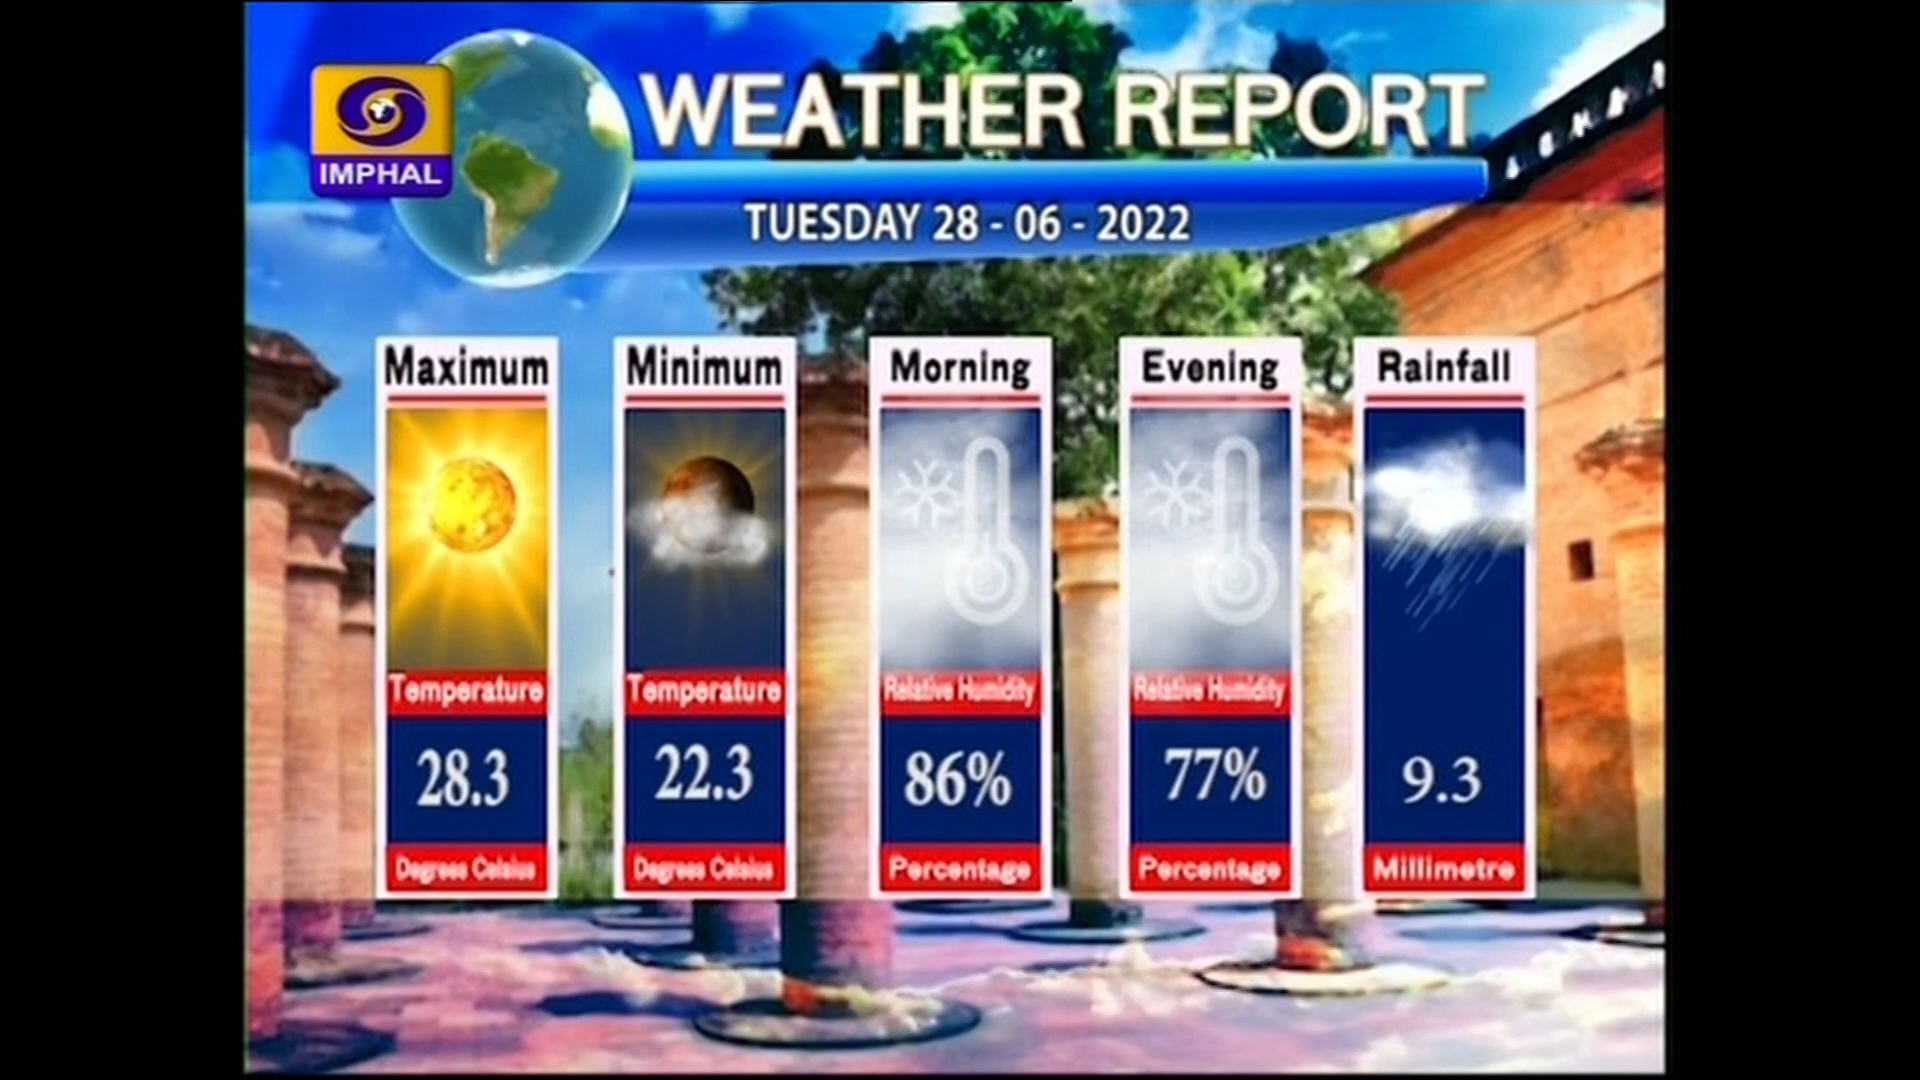 IMPHAL
WEATHER REPORT
TUESDAY 28 - 06 - 2022
Maximum
Temperature
28.3
Degrees Celsius
Minimum
Temperature
22.3
Degrees Celsius
Morning
Relative Humidity
86%
Percentage
Evening
Relative Humidity
77%
Percentage
Rainfall
9.3
Millimetre